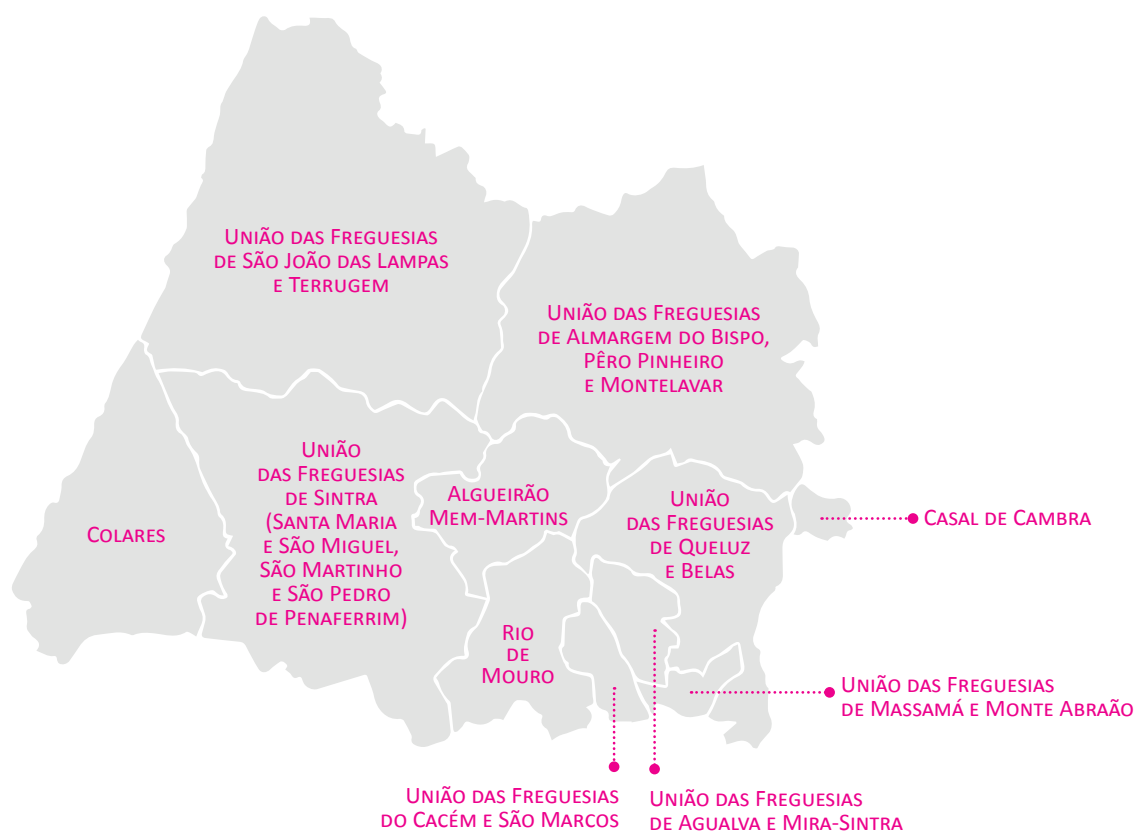 União das Freguesias
de São João das Lampas
e Terrugem
União das Freguesias
de Almargem do Bispo,
Pêro Pinheiro
e Montelavar
União
das Freguesias
de Sintra
(Santa Maria
e São Miguel,
São Martinho
e São Pedro
de Penaferrim)
Algueirão
Mem-Martins
União
das Freguesias
de Queluz
e Belas
Casal de Cambra
Colares
Rio
de
Mouro
União das Freguesias
de Massamá e Monte Abraão
União das Freguesias
do Cacém e São Marcos
União das Freguesias
de Agualva e Mira-Sintra